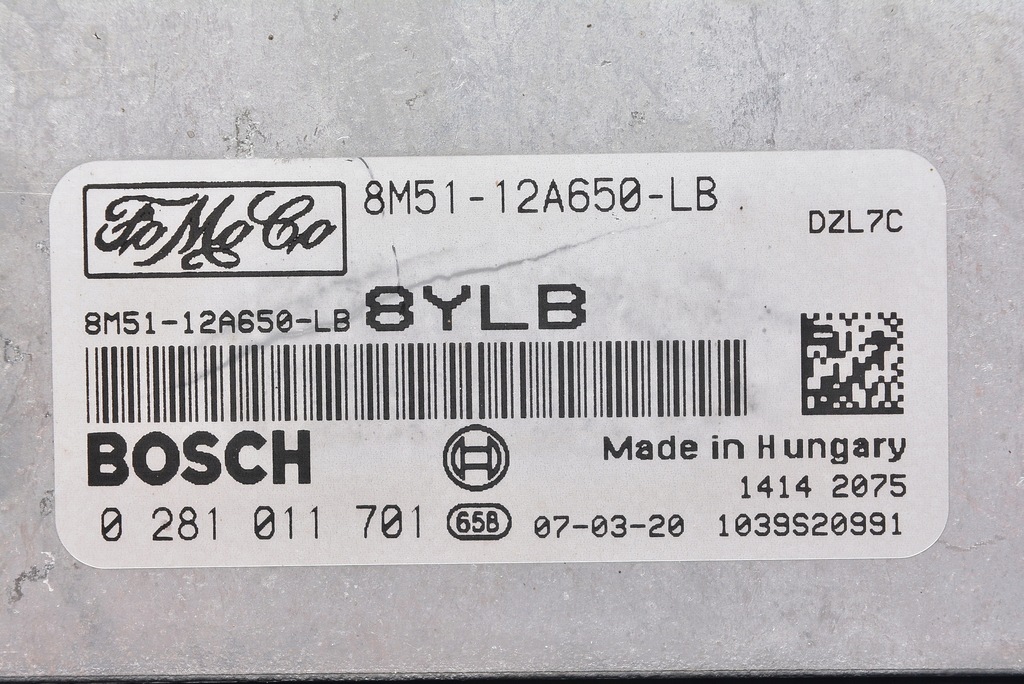 FoMoCo 8M51-12A650-LB
DZL7C
8M51-12A650-LB 8YLB
BOSCH
Made in Hungary
1414 2075
0 281 011 701 65B 07-03-20 1039S20991